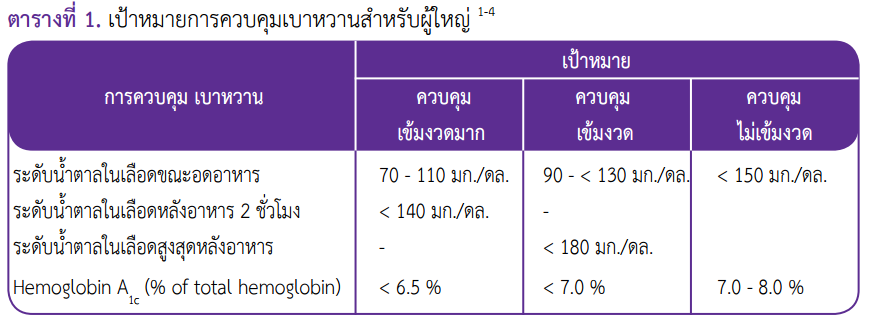 ตารางที่ 1. เป้าหมายการควบคุมเบาหวานสำหรับผู้ใหญ่ 1-4
เป้าหมาย
การควบคุม เบาหวาน ควบคุม เข้มงวดมาก ควบคุม เข้มงวด ควบคุม ไม่เข้มงวด
ระดับน้ำตาลในเลือดขณะอดอาหาร 70 - 110 มก./ดล. 90 - < 130 มก./ดล. < 150 มก./ดล.
ระดับน้ำตาลในเลือดหลังอาหาร 2 ชั่วโมง < 140 มก./ดล. -
ระดับน้ำตาลในเลือดสูงสุดหลังอาหาร - < 180 มก./ดล.
Hemoglobin A1c (% of total hemoglobin) < 6.5 % < 7.0 % 7.0 - 8.0 %